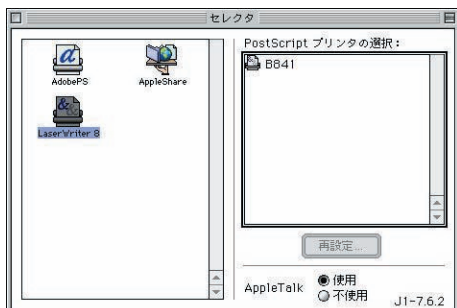 セレクタ
AdobePS
AppleShare
LaserWriter 8
PostScript プリンタの選択：
B841
再設定...
AppleTalk
使用
不使用
J1-7.6.2